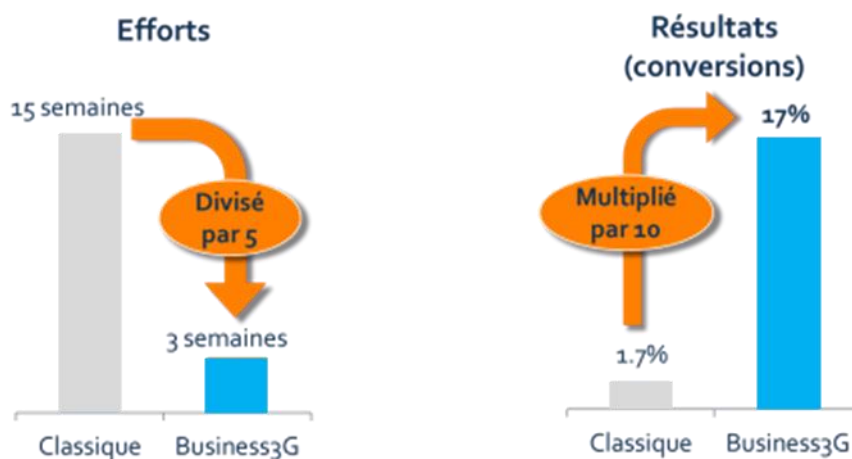 Efforts
15 semaines
Divisé
par 5
3 semaines
Classique
Business3G
Résultats
(conversions)
17%
Multiplié
par 10
1.7%
Classique
Business3G